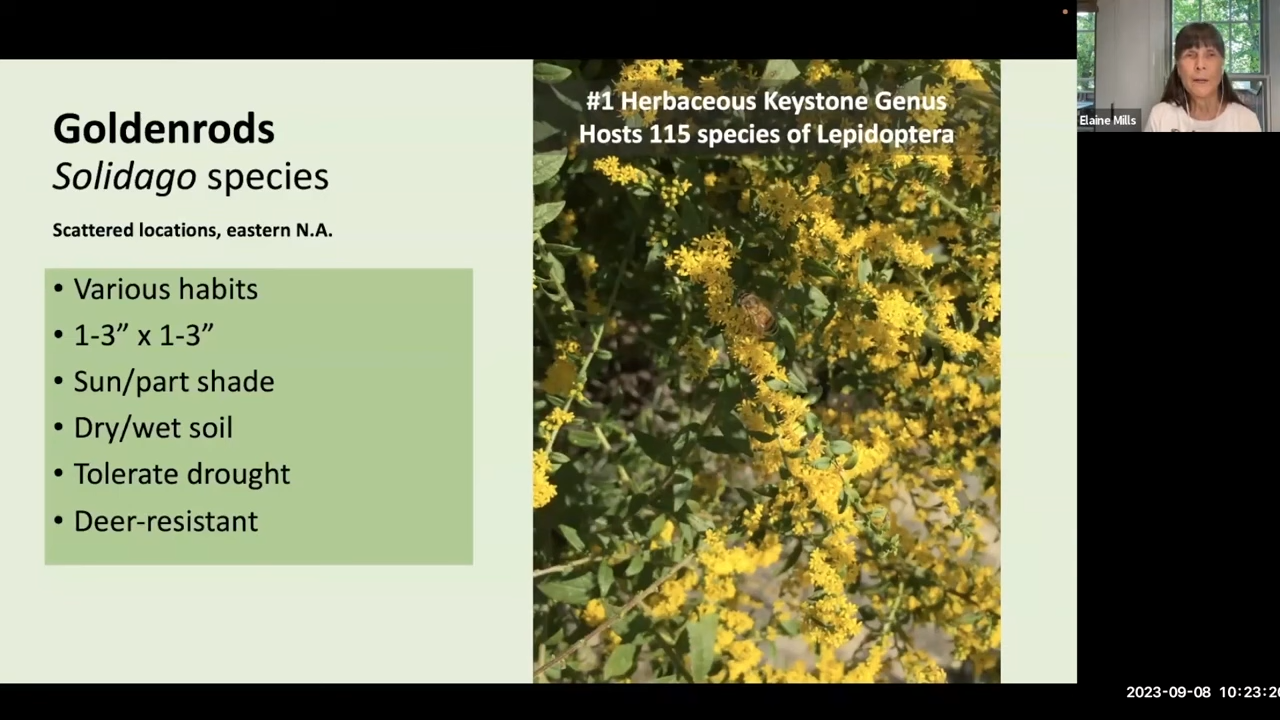 Goldenrods
Solidago species
Scattered locations, eastern N.A.
• Various habits
• 1-3” x 1-3”
• Sun/part shade
• Dry/wet soil
• Tolerate drought
• Deer-resistant
#1 Herbaceous Keystone Genus
Hosts 115 species of Lepidoptera
Elaine Mills
2023-09-08 10:23:20